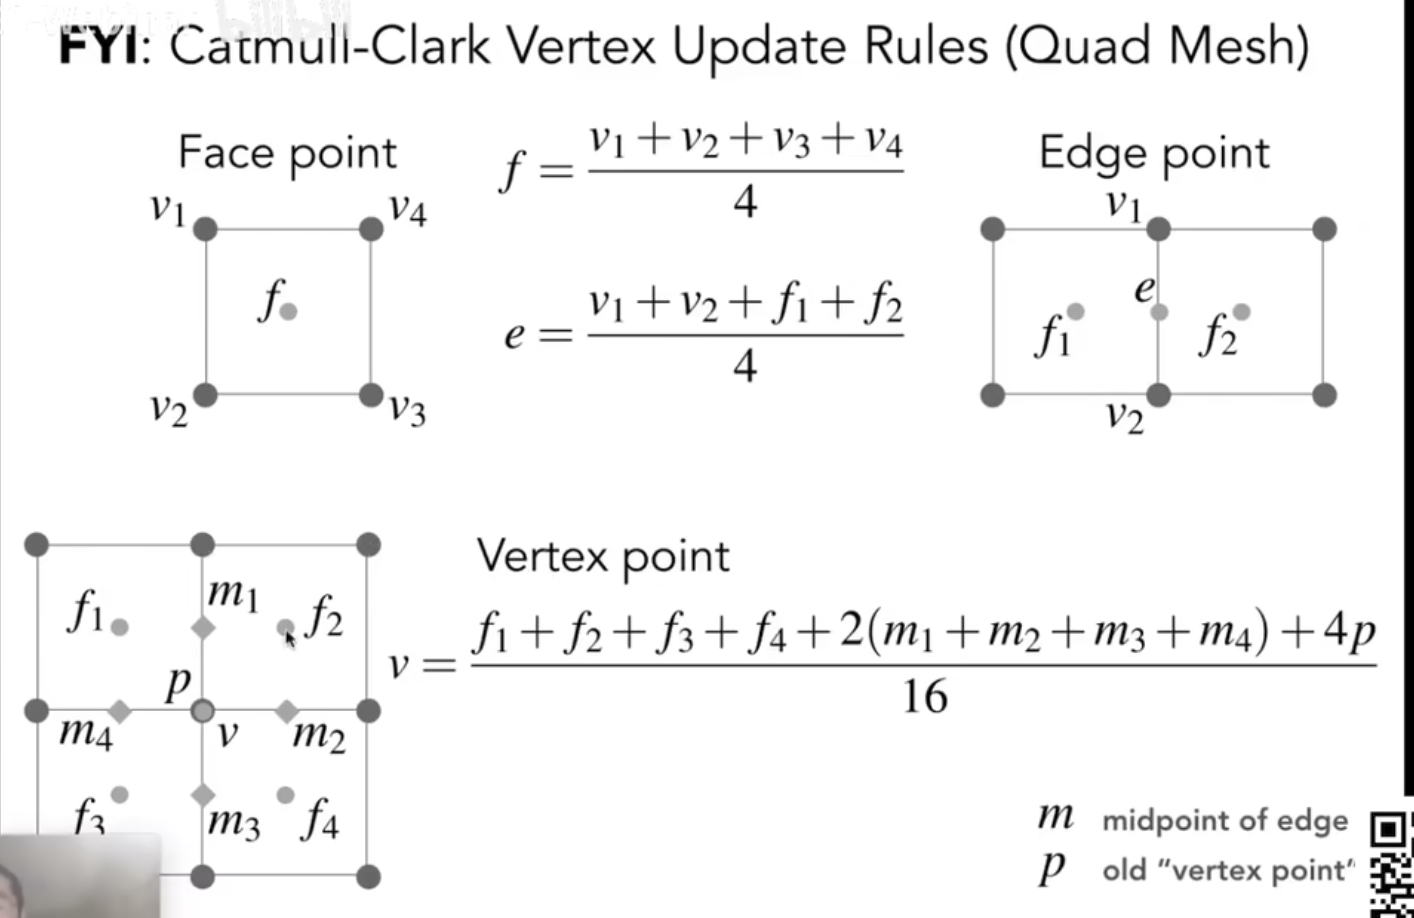 bilibili
FYI: Catmull-Clark Vertex Update Rules (Quad Mesh)
Face point
f = (v₁ + v₂ + v₃ + v₄) / 4
Edge point
v₁
v₄
f
v₂
v₃
e = (v₁ + v₂ + f₁ + f₂) / 4
v₁
e
f₁
f₂
v₂
Vertex point
v = (f₁ + f₂ + f₃ + f₄ + 2(m₁ + m₂ + m₃ + m₄) + 4p) / 16
f₁
m₁
f₂
p
m₄
v
m₂
f₃
m₃
f₄
m midpoint of edge
p old “vertex point”